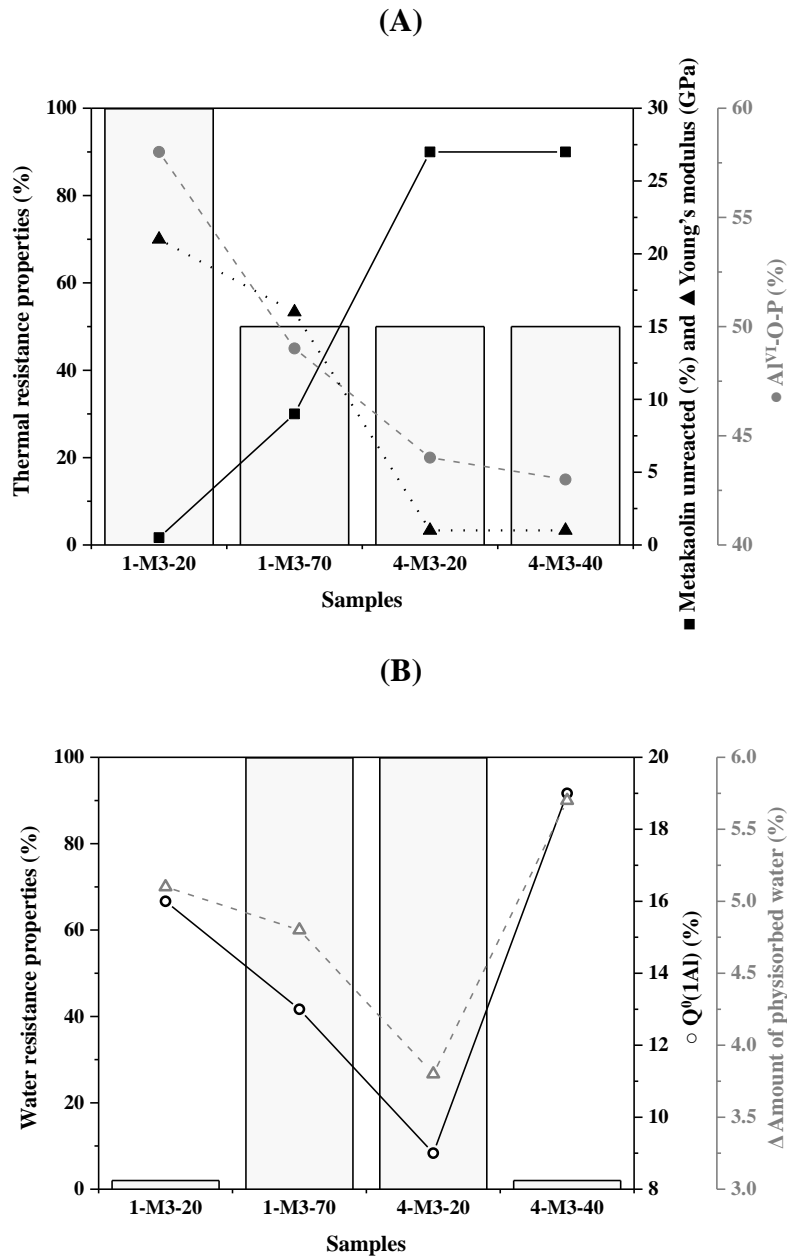 (A)
Thermal resistance properties (%)
100
80
60
40
20
0
1-M3-20
1-M3-70
4-M3-20
4-M3-40
Samples
30
25
20
15
10
5
0
■ Metakaolin unreacted (%) and ▲ Young's modulus (GPa)
60
55
50
45
40
● Al^VI-O-P (%)
(B)
Water resistance properties (%)
100
80
60
40
20
0
1-M3-20
1-M3-70
4-M3-20
4-M3-40
Samples
20
18
16
14
12
10
8
○ Q⁰(1Al) (%)
6.0
5.5
5.0
4.5
4.0
3.5
3.0
Δ Amount of physisorbed water (%)